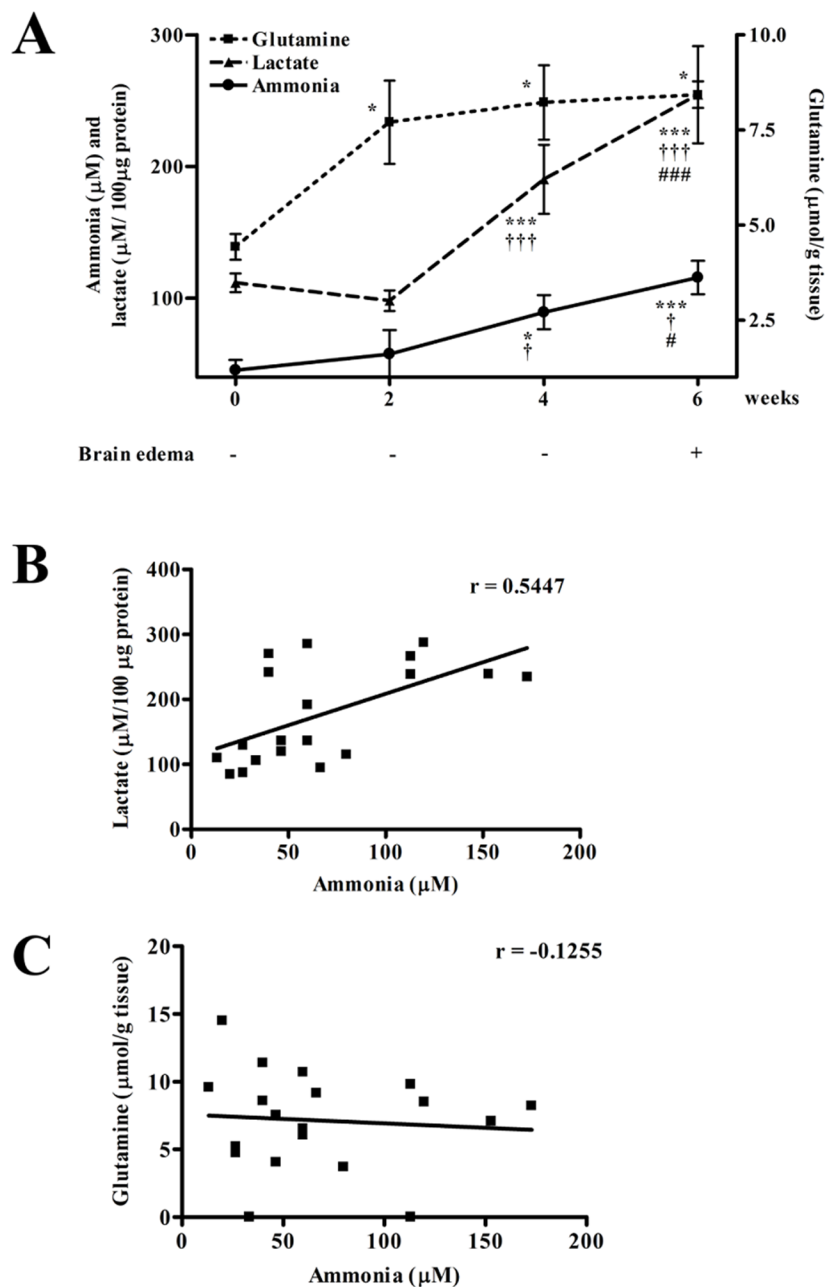 A
Glutamine
Lactate
Ammonia
300
200
100
Ammonia (μM) and
lactate (μM/ 100μg protein)
10.0
7.5
5.0
2.5
Glutamine (μmol/g tissue)
*
*
*
***
†††
***
†††
###
*
†
***
†
#
0 2 4 6 weeks
Brain edema - - - +
B
r = 0.5447
400
300
200
100
0
Lactate (μM/100 μg protein)
0 50 100 150 200
Ammonia (μM)
C
r = -0.1255
20
15
10
5
0
Glutamine (μmol/g tissue)
0 50 100 150 200
Ammonia (μM)